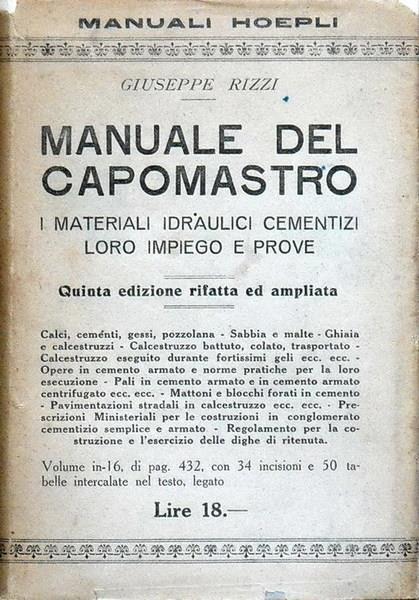 MANUALI HOEPLI
GIUSEPPE RIZZI
MANUALE DEL
CAPOMASTRO
I MATERIALI IDRAULICI CEMENTIZI
LORO IMPIEGO E PROVE
Quinta edizione rifatta ed ampliata
Calci, cementi, gessi, pozzolana - Sabbia e malte - Ghiaia
e calcestruzzi - Calcestruzzo battuto, colato, trasportato -
Calcestruzzo eseguito durante fortissimi geli ecc. ecc. -
Opere in cemento armato e norme pratiche per la loro
esecuzione - Pali in cemento armato e in cemento armato
centrifugato ecc. ecc. - Mattoni e blocchi forati in cemento
- Pavimentazioni stradali in calcestruzzo ecc. ecc. - Pre-
scrizioni Ministeriali per le costruzioni in conglomerato
cementizio semplice e armato - Regolamento per la co-
struzione e l'esercizio delle dighe di ritenuta.
Volume in-16, di pag. 432, con 34 incisioni e 50 ta-
belle intercalate nel testo, legato
Lire 18.—